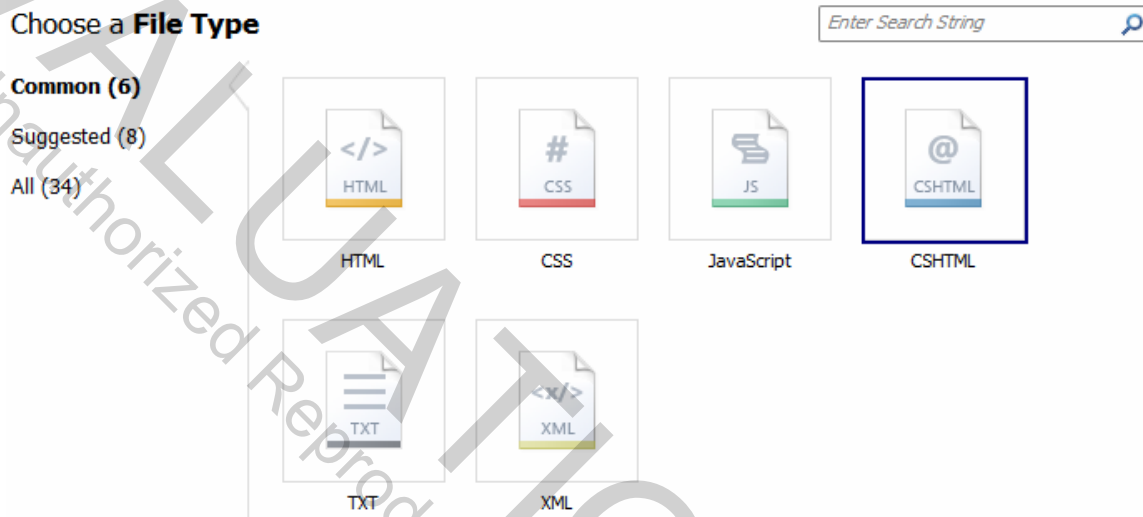 Choose a File Type
Enter Search String
Common (6)
Suggested (8)
All (34)
</>
HTML
HTML
#
CSS
CSS
JS
JavaScript
@
CSHTML
CSHTML
TXT
TXT
<x/>
XML
XML